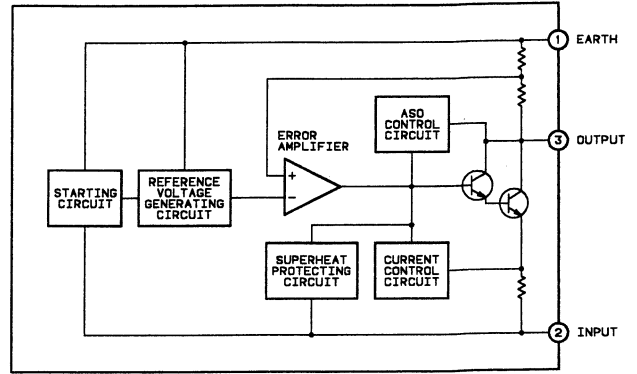 1 EARTH
ASO
CONTROL
CIRCUIT
3 OUTPUT
ERROR
AMPLIFIER
STARTING
CIRCUIT
REFERENCE
VOLTAGE
GENERATING
CIRCUIT
+
−
SUPERHEAT
PROTECTING
CIRCUIT
CURRENT
CONTROL
CIRCUIT
2 INPUT